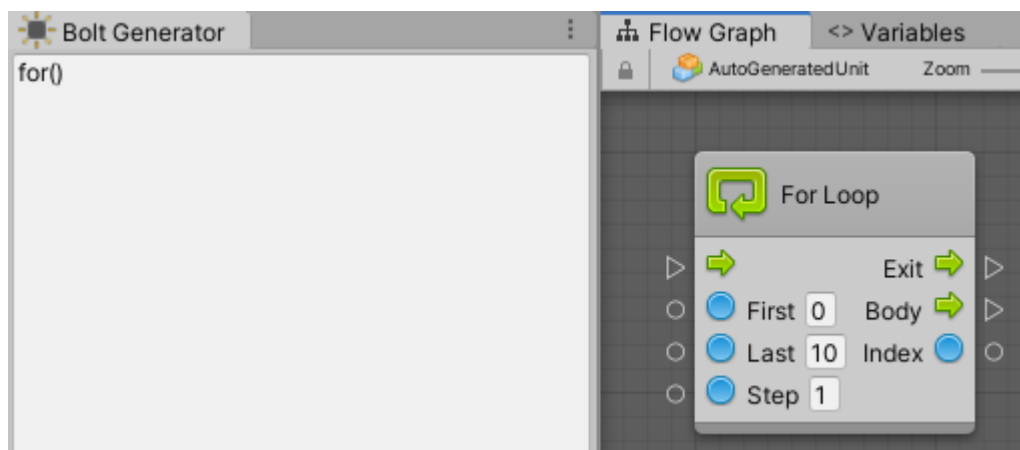 Bolt Generator
for()
Flow Graph
<> Variables
AutoGeneratedUnit
Zoom
For Loop
Exit
First 0 Body
Last 10 Index
Step 1